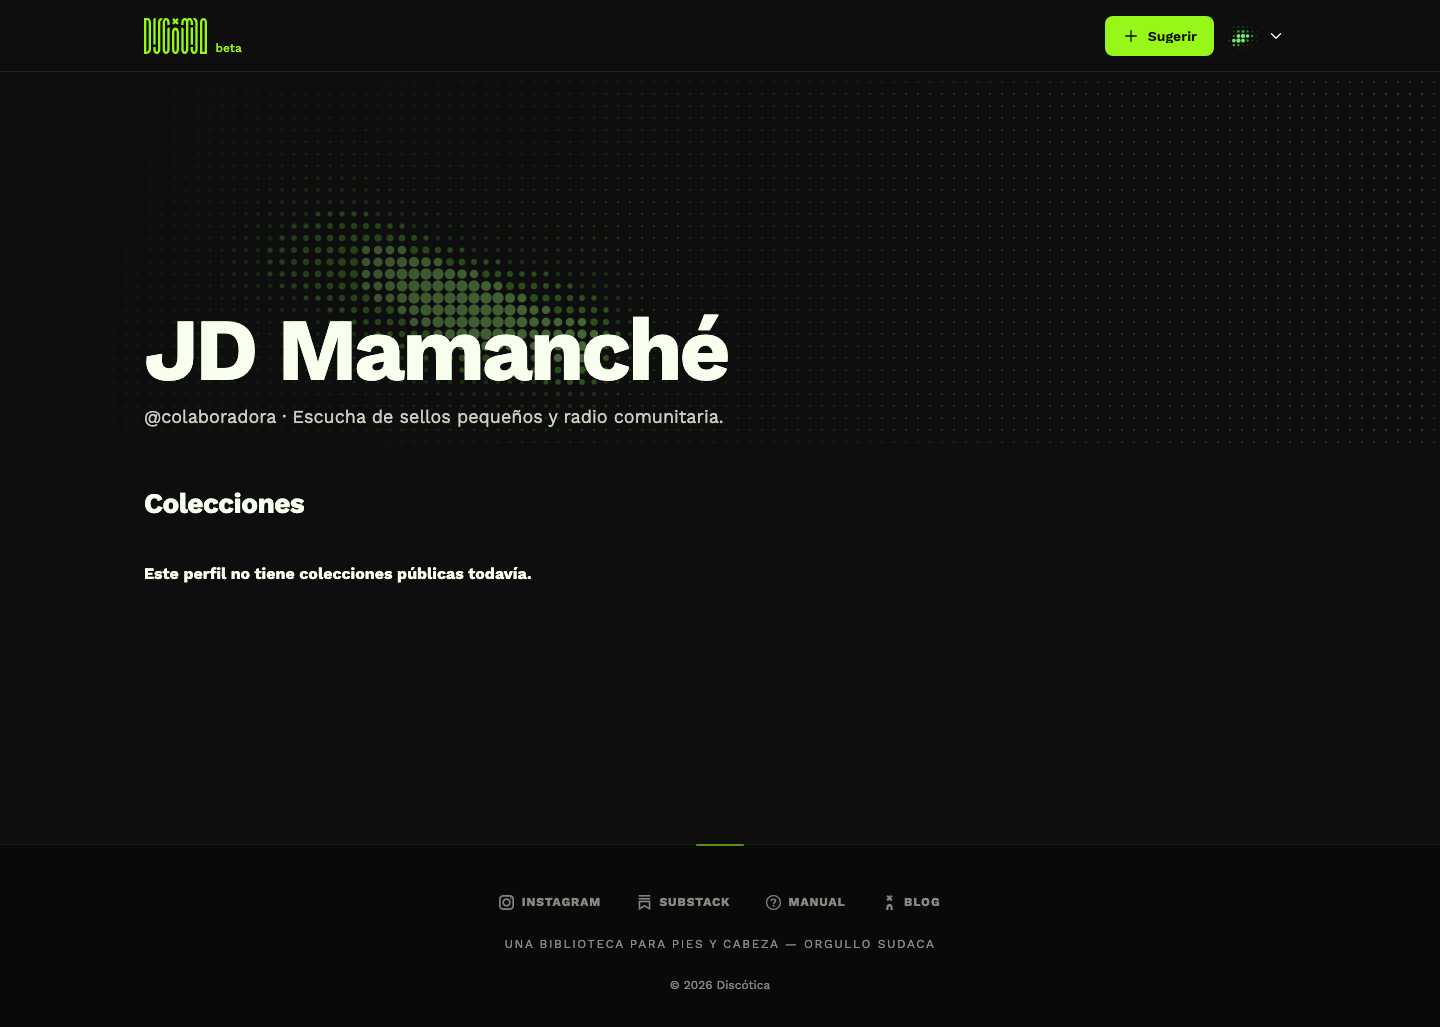 DISCÓTICA beta
Sugerir
JD Mamanché
@colaboradora · Escucha de sellos pequeños y radio comunitaria.
Colecciones
Este perfil no tiene colecciones públicas todavía.
INSTAGRAM SUBSTACK MANUAL BLOG
UNA BIBLIOTECA PARA PIES Y CABEZA — ORGULLO SUDACA
© 2026 Discótica